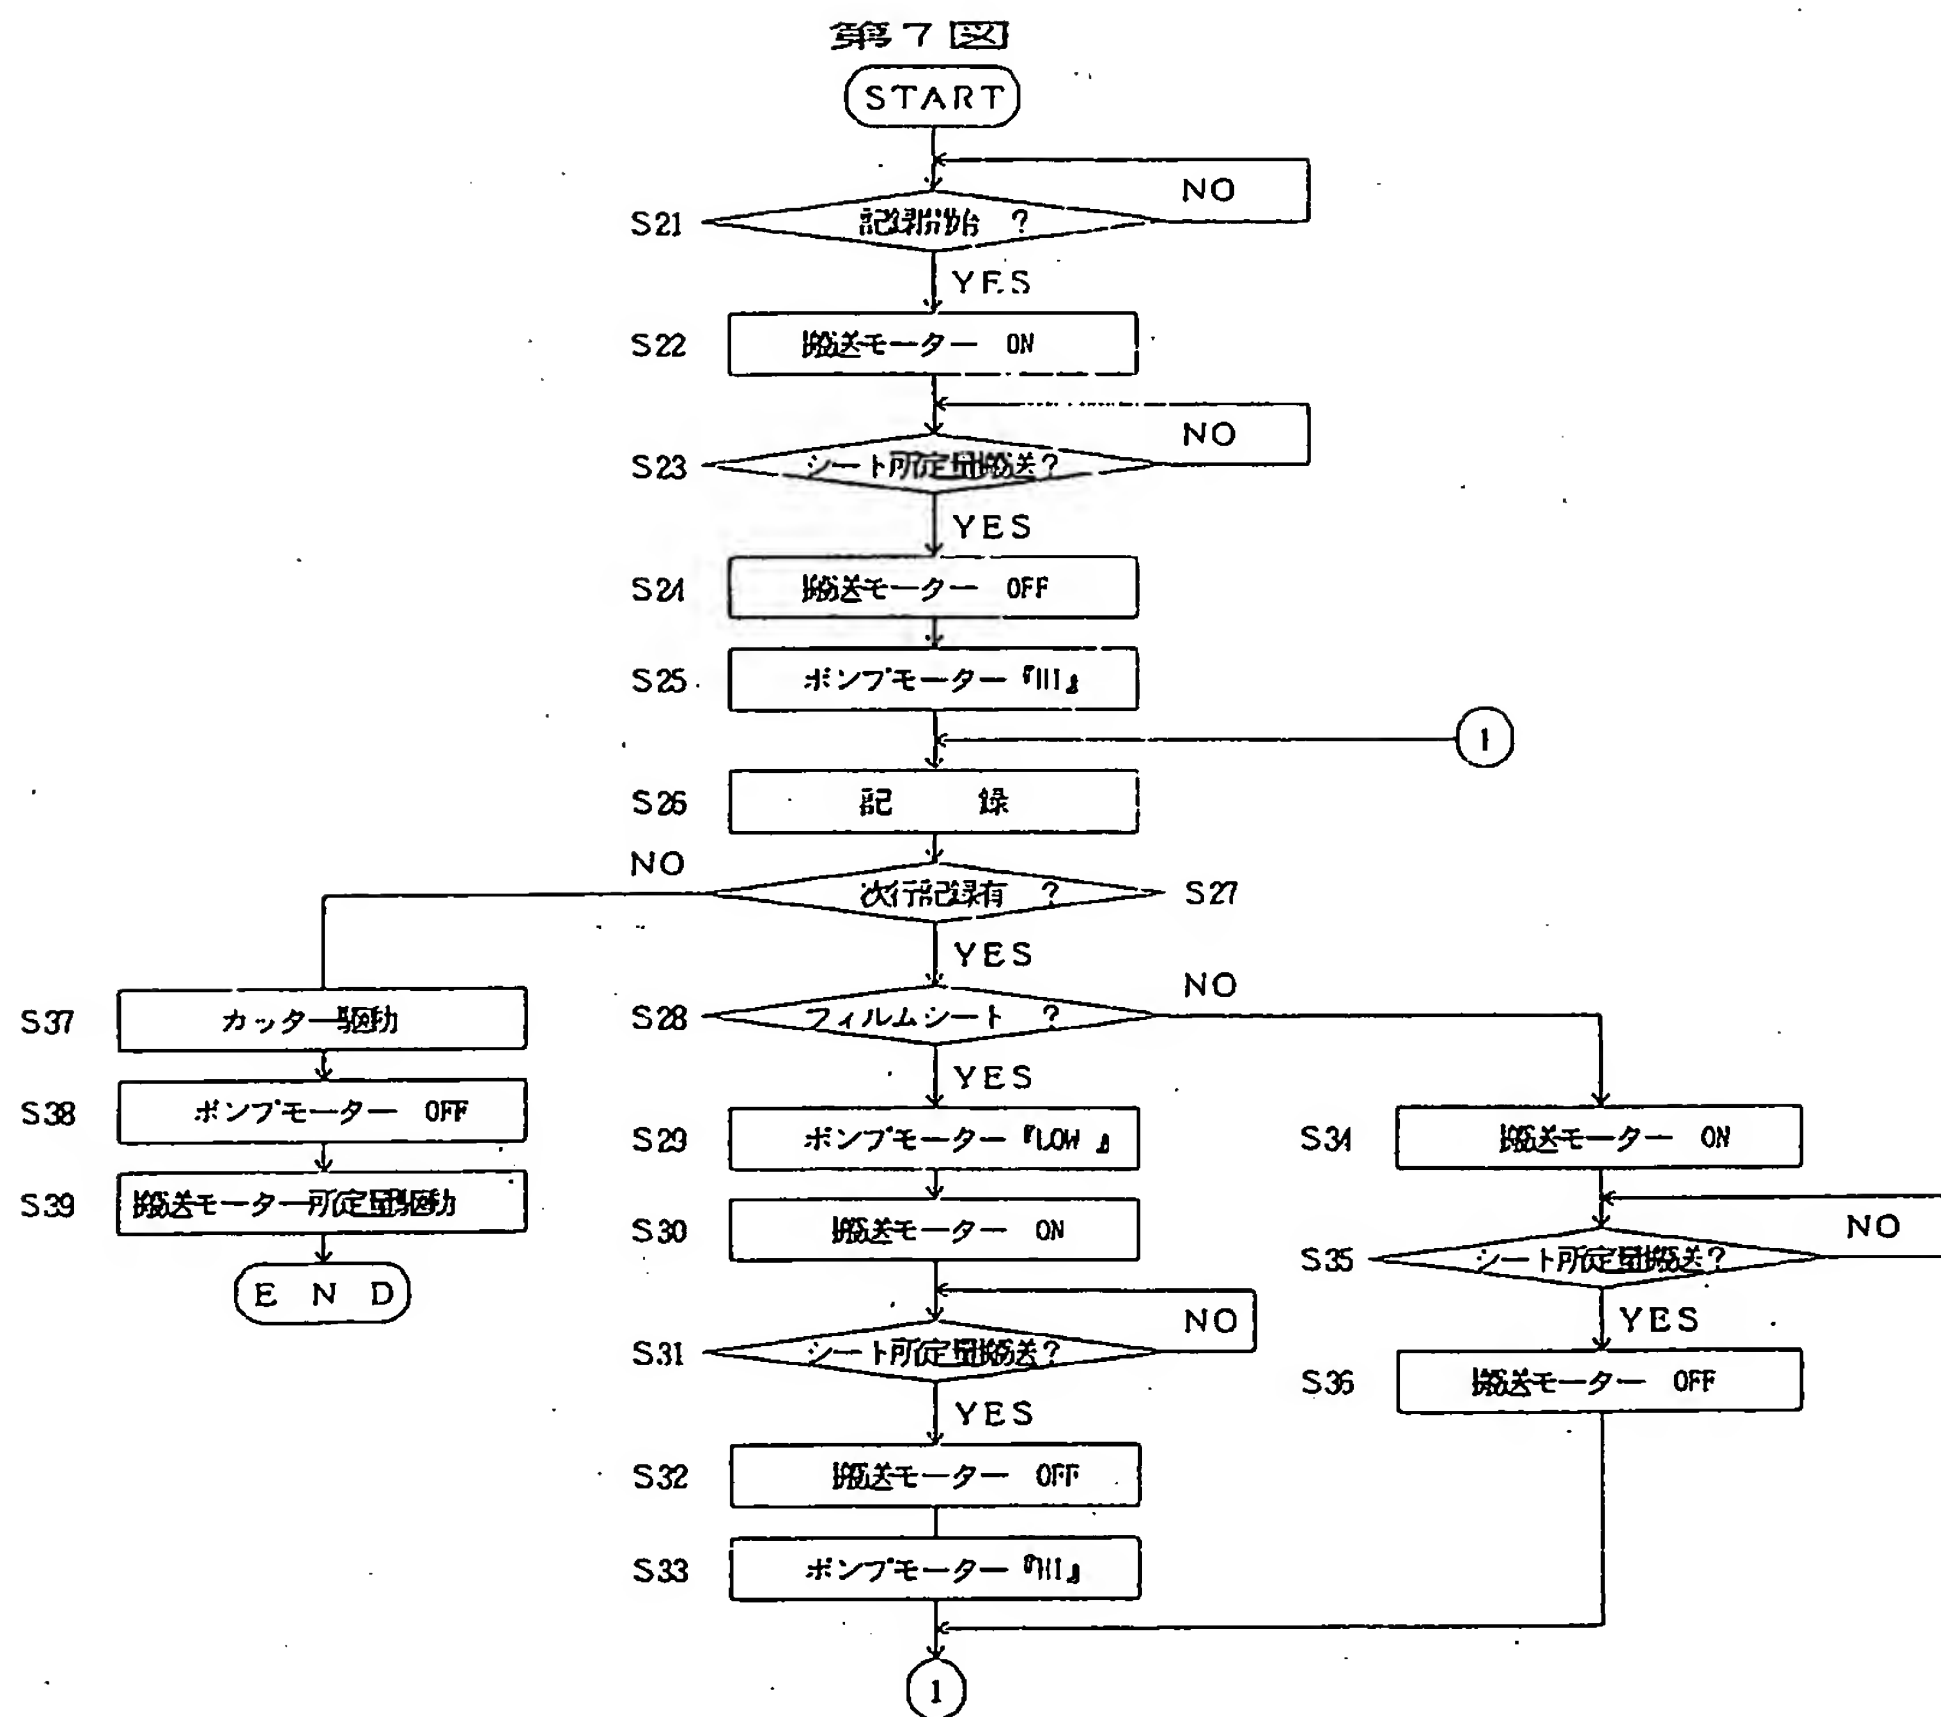 第7図
START
NO
S21
記録開始 ?
YES
S22
搬送モーター ON
NO
S23
シート所定量搬送?
YES
S24
搬送モーター OFF
S25
ポンプモーター『HI』
1
S26
記 録
NO
次行記録有 ?
S27
YES
NO
S28
フィルムシート ?
YES
S37
カッター駆動
S38
ポンプモーター OFF
S39
搬送モーター所定量駆動
END
S29
ポンプモーター『LOW』
S30
搬送モーター ON
NO
S31
シート所定量搬送?
YES
S32
搬送モーター OFF
S33
ポンプモーター『HI』
S34
搬送モーター ON
NO
S35
シート所定量搬送?
YES
S36
搬送モーター OFF
1